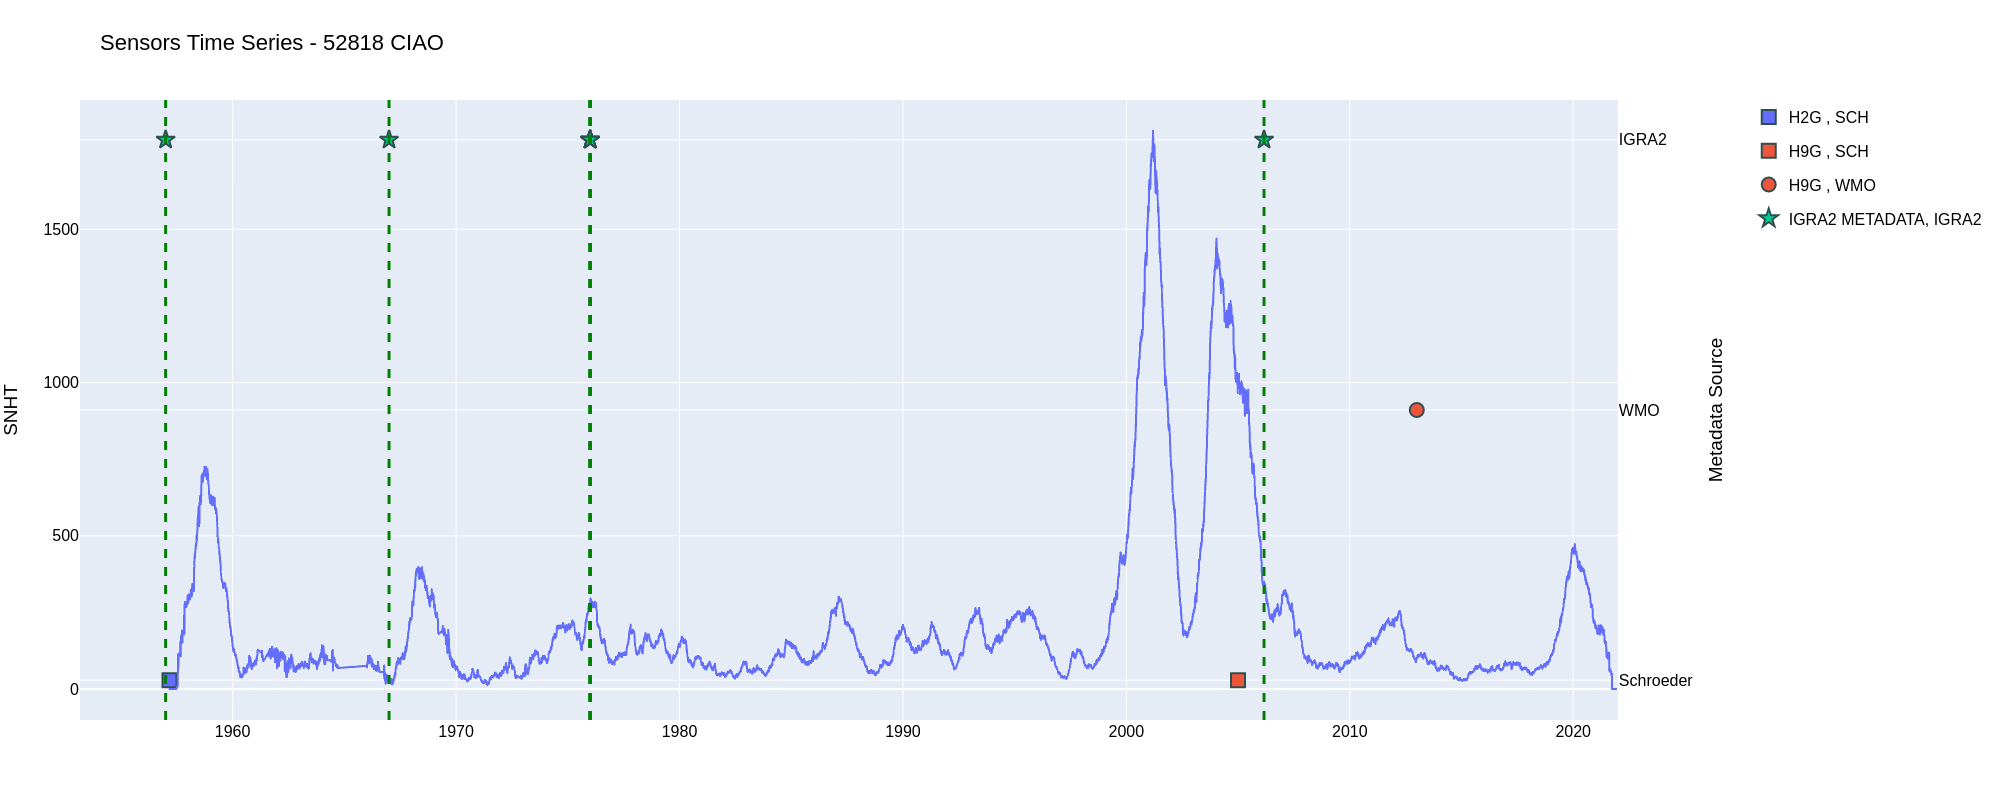 Sensors Time Series - 52818 CIAO
H2G , SCH
H9G , SCH
H9G , WMO
IGRA2 METADATA, IGRA2
SNHT
1500
1000
500
0
1960
1970
1980
1990
2000
2010
2020
IGRA2
WMO
Schroeder
Metadata Source